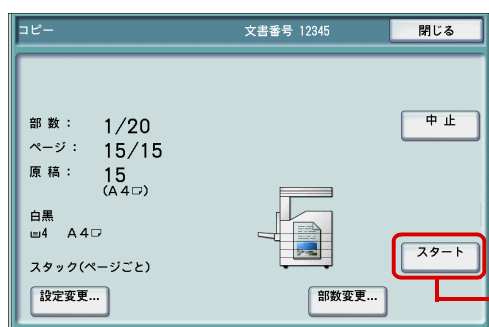 コピー 文書番号 12345 閉じる
部数： 1/20 中止
ページ： 15/15
原稿： 15
(A4)
白黒
4 A4
スタート
スタック(ページごと)
設定変更... 部数変更...